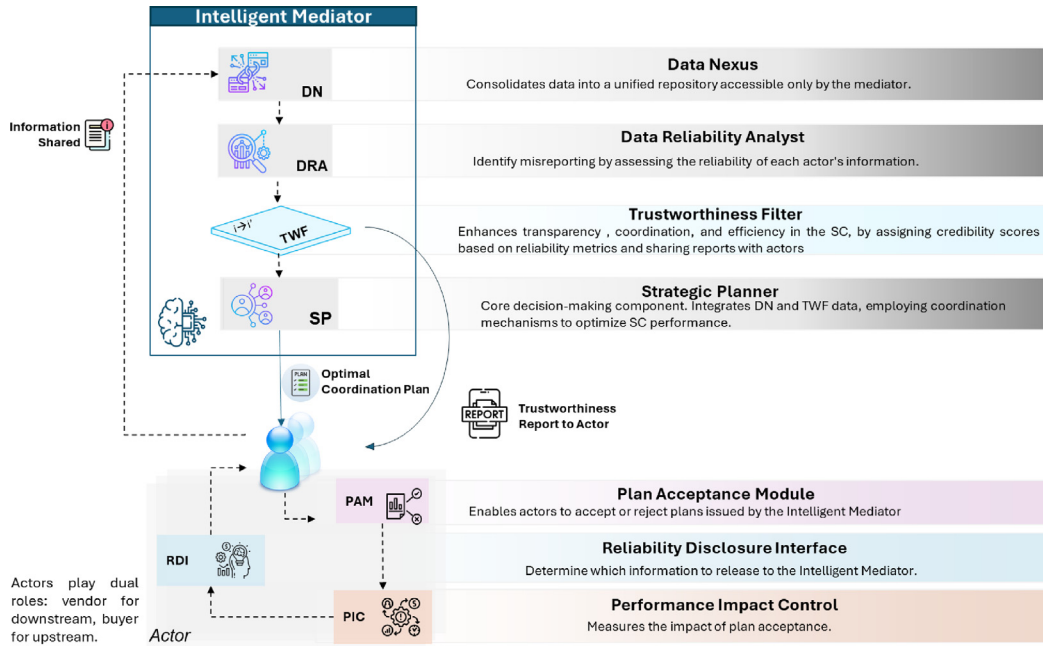 Intelligent Mediator
DN
Data Nexus
Consolidates data into a unified repository accessible only by the mediator.
Information
Shared
DRA
Data Reliability Analyst
Identify misreporting by assessing the reliability of each actor's information.
i→i'
TWF
Trustworthiness Filter
Enhances transparency , coordination, and efficiency in the SC, by assigning credibility scores
based on reliability metrics and sharing reports with actors
SP
Strategic Planner
Core decision-making component. Integrates DN and TWF data, employing coordination
mechanisms to optimize SC performance.
PLAN
Optimal
Coordination Plan
REPORT
Trustworthiness
Report to Actor
PAM
Plan Acceptance Module
Enables actors to accept or reject plans issued by the Intelligent Mediator
RDI
Reliability Disclosure Interface
Determine which information to release to the Intelligent Mediator.
PIC
Performance Impact Control
Measures the impact of plan acceptance.
Actors play dual
roles: vendor for
downstream, buyer
for upstream.
Actor